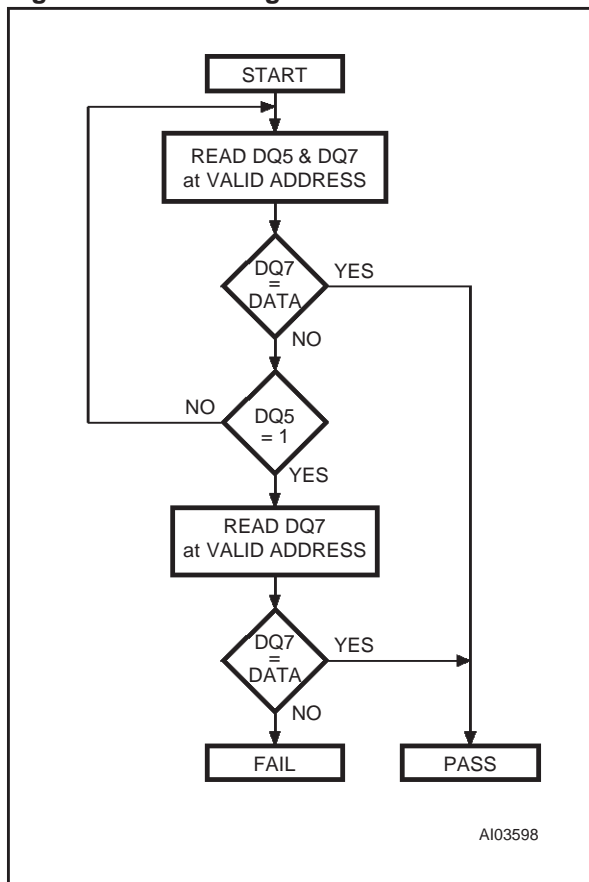 START
READ DQ5 & DQ7
at VALID ADDRESS
DQ7
=
DATA
YES
NO
DQ5
= 1
NO
YES
READ DQ7
at VALID ADDRESS
DQ7
=
DATA
YES
NO
FAIL
PASS
AI03598